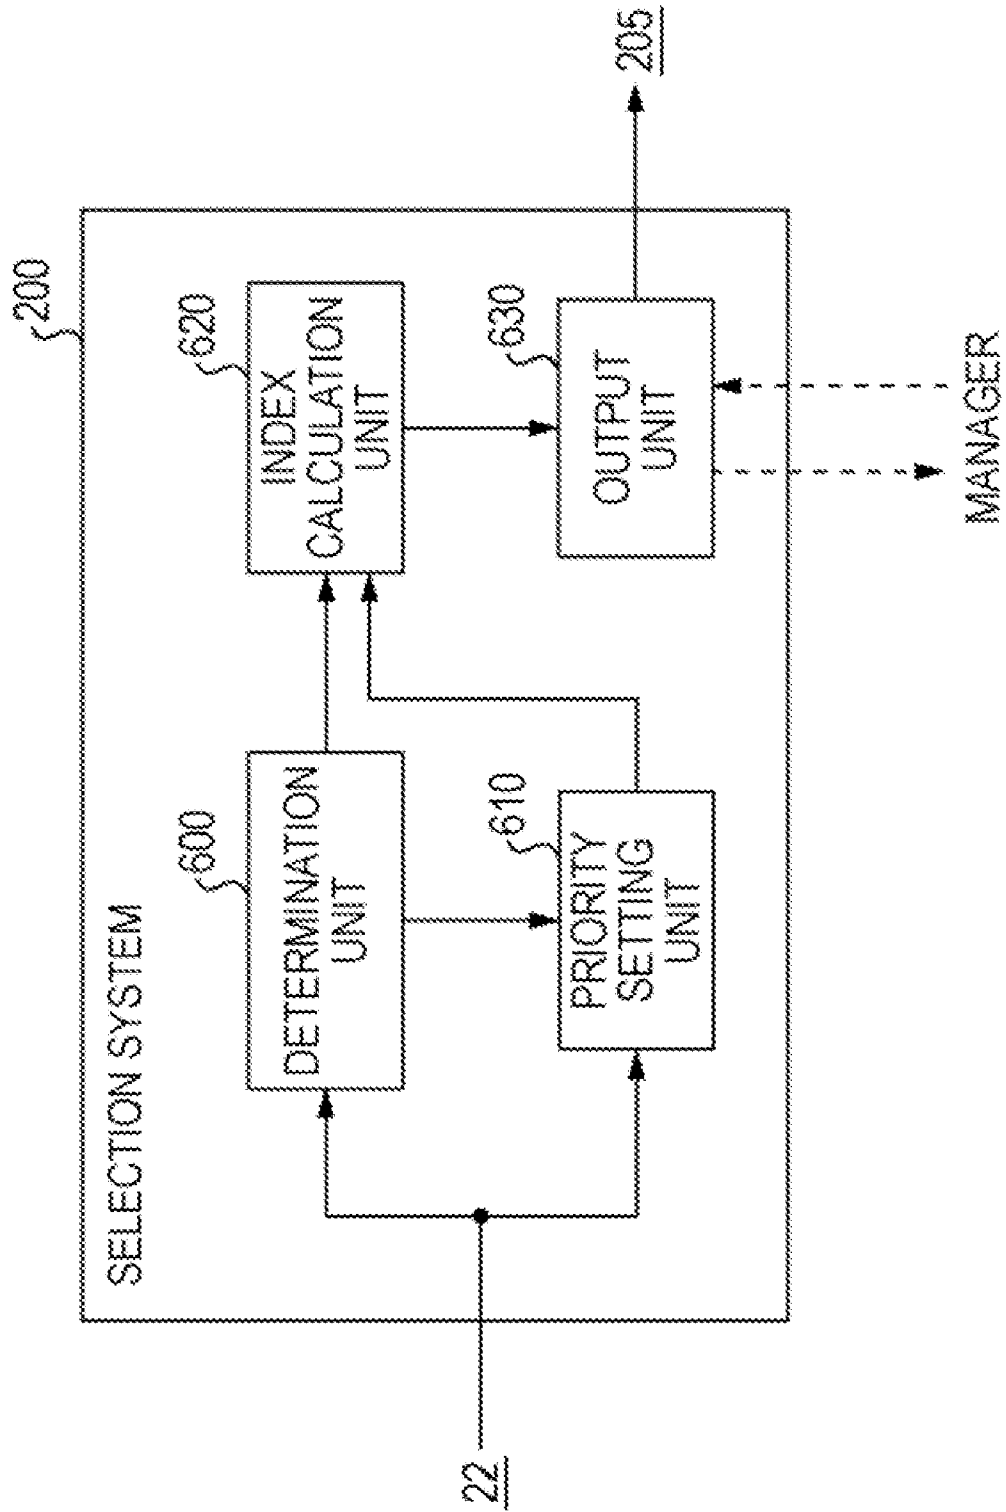 200
SELECTION SYSTEM
600
DETERMINATION
UNIT
620
INDEX
CALCULATION
UNIT
610
PRIORITY
SETTING
UNIT
630
OUTPUT
UNIT
22
205
MANAGER